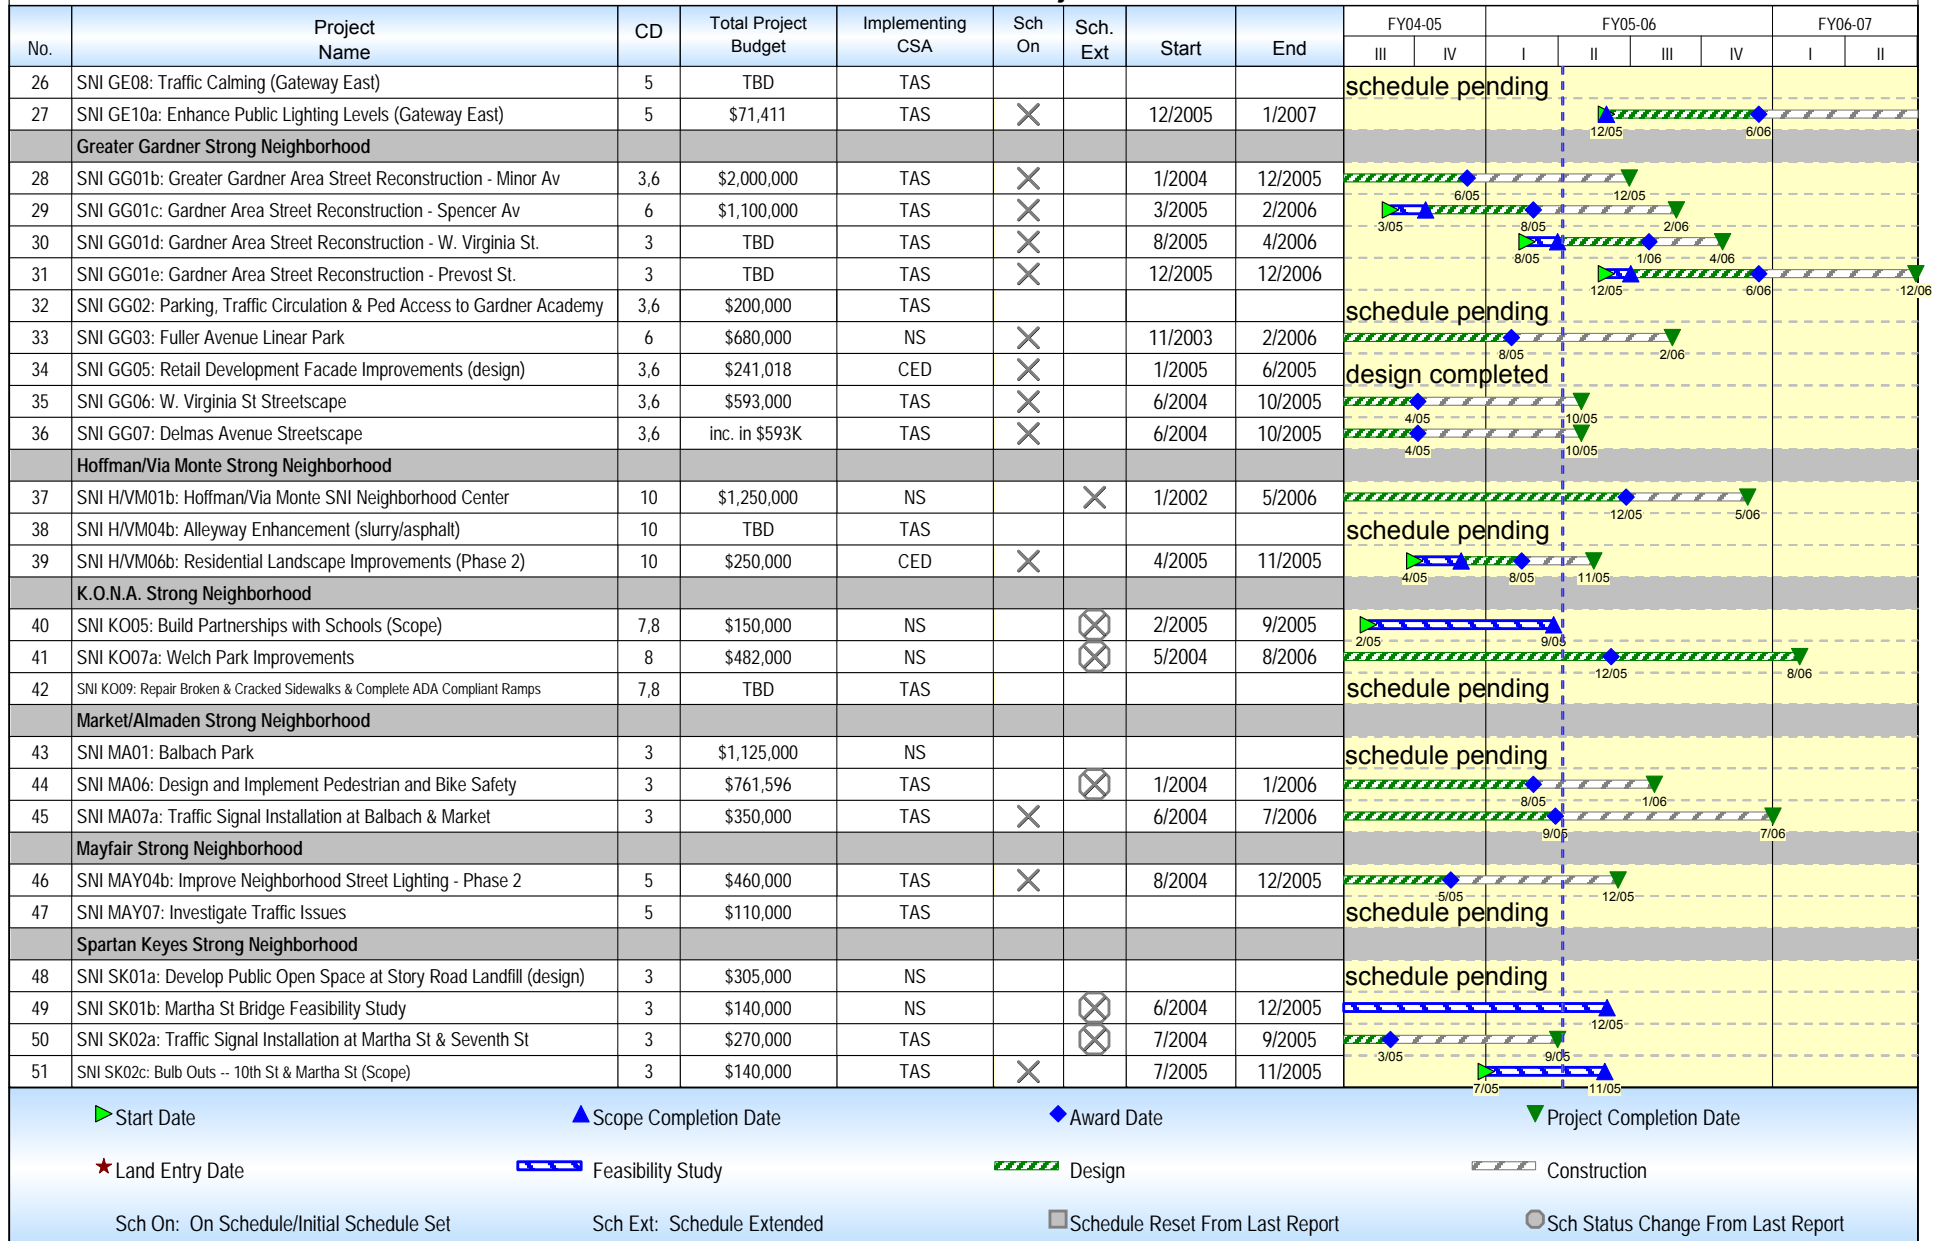 No. Project Name CD Total Project Budget Implementing CSA Sch On Sch. Ext Start End FY04-05 FY05-06 FY06-07
III IV I II III IV I II
26 SNI GE08: Traffic Calming (Gateway East) 5 TBD TAS schedule pending
27 SNI GE10a: Enhance Public Lighting Levels (Gateway East) 5 $71,411 TAS 12/2005 1/2007 12/05 6/06
Greater Gardner Strong Neighborhood
28 SNI GG01b: Greater Gardner Area Street Reconstruction - Minor Av 3,6 $2,000,000 TAS 1/2004 12/2005 6/05 12/05
29 SNI GG01c: Gardner Area Street Reconstruction - Spencer Av 6 $1,100,000 TAS 3/2005 2/2006 3/05 8/05 2/06
30 SNI GG01d: Gardner Area Street Reconstruction - W. Virginia St. 3 TBD TAS 8/2005 4/2006 8/05 1/06 4/06
31 SNI GG01e: Gardner Area Street Reconstruction - Prevost St. 3 TBD TAS 12/2005 12/2006 12/05 6/06 12/06
32 SNI GG02: Parking, Traffic Circulation & Ped Access to Gardner Academy 3,6 $200,000 TAS schedule pending
33 SNI GG03: Fuller Avenue Linear Park 6 $680,000 NS 11/2003 2/2006 8/05 2/06
34 SNI GG05: Retail Development Facade Improvements (design) 3,6 $241,018 CED 1/2005 6/2005 design completed
35 SNI GG06: W. Virginia St Streetscape 3,6 $593,000 TAS 6/2004 10/2005 4/05 10/05
36 SNI GG07: Delmas Avenue Streetscape 3,6 inc. in $593K TAS 6/2004 10/2005 4/05 10/05
Hoffman/Via Monte Strong Neighborhood
37 SNI H/VM01b: Hoffman/Via Monte SNI Neighborhood Center 10 $1,250,000 NS 1/2002 5/2006 12/05 5/06
38 SNI H/VM04b: Alleyway Enhancement (slurry/asphalt) 10 TBD TAS schedule pending
39 SNI H/VM06b: Residential Landscape Improvements (Phase 2) 10 $250,000 CED 4/2005 11/2005 4/05 8/05 11/05
K.O.N.A. Strong Neighborhood
40 SNI KO05: Build Partnerships with Schools (Scope) 7,8 $150,000 NS 2/2005 9/2005 2/05 9/05
41 SNI KO07a: Welch Park Improvements 8 $482,000 NS 5/2004 8/2006 12/05 8/06
42 SNI KO09: Repair Broken & Cracked Sidewalks & Complete ADA Compliant Ramps 7,8 TBD TAS schedule pending
Market/Almaden Strong Neighborhood
43 SNI MA01: Balbach Park 3 $1,125,000 NS schedule pending
44 SNI MA06: Design and Implement Pedestrian and Bike Safety 3 $761,596 TAS 1/2004 1/2006 8/05 1/06
45 SNI MA07a: Traffic Signal Installation at Balbach & Market 3 $350,000 TAS 6/2004 7/2006 9/05 7/06
Mayfair Strong Neighborhood
46 SNI MAY04b: Improve Neighborhood Street Lighting - Phase 2 5 $460,000 TAS 8/2004 12/2005 5/05 12/05
47 SNI MAY07: Investigate Traffic Issues 5 $110,000 TAS schedule pending
Spartan Keyes Strong Neighborhood
48 SNI SK01a: Develop Public Open Space at Story Road Landfill (design) 3 $305,000 NS schedule pending
49 SNI SK01b: Martha St Bridge Feasibility Study 3 $140,000 NS 6/2004 12/2005 12/05
50 SNI SK02a: Traffic Signal Installation at Martha St & Seventh St 3 $270,000 TAS 7/2004 9/2005 3/05 9/05
51 SNI SK02c: Bulb Outs -- 10th St & Martha St (Scope) 3 $140,000 TAS 7/2005 11/2005 7/05 11/05
Start Date Scope Completion Date Award Date Project Completion Date
Land Entry Date Feasibility Study Design Construction
Sch On: On Schedule/Initial Schedule Set Sch Ext: Schedule Extended Schedule Reset From Last Report Sch Status Change From Last Report